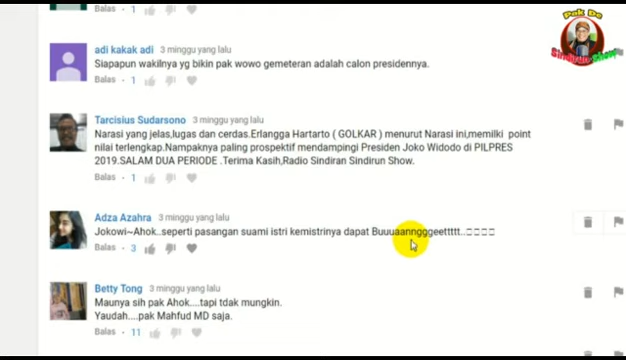 Balas · 1
Pak De
Sindirun Show
adi kakak adi 3 minggu yang lalu
Siapapun wakilnya yg bikin pak wowo gemeteran adalah calon presidennya.
Balas · 1
Tarcisius Sudarsono 3 minggu yang lalu
Narasi yang jelas,lugas dan cerdas.Erlangga Hartarto ( GOLKAR ) menurut Narasi ini,memilki point
nilai terlengkap.Nampaknya paling prospektif mendampingi Presiden Joko Widodo di PILPRES
2019.SALAM DUA PERIODE .Terima Kasih,Radio Sindiran Sindirun Show.
Balas · 1
Adza Azahra 3 minggu yang lalu
Jokowi~Ahok..seperti pasangan suami istri kemistrinya dapat Buuuaanngggeettttt..□□□□
Balas · 3
Betty Tong 3 minggu yang lalu
Maunya sih pak Ahok....tapi tdak mungkin.
Yaudah....pak Mahfud MD saja.
Balas · 11